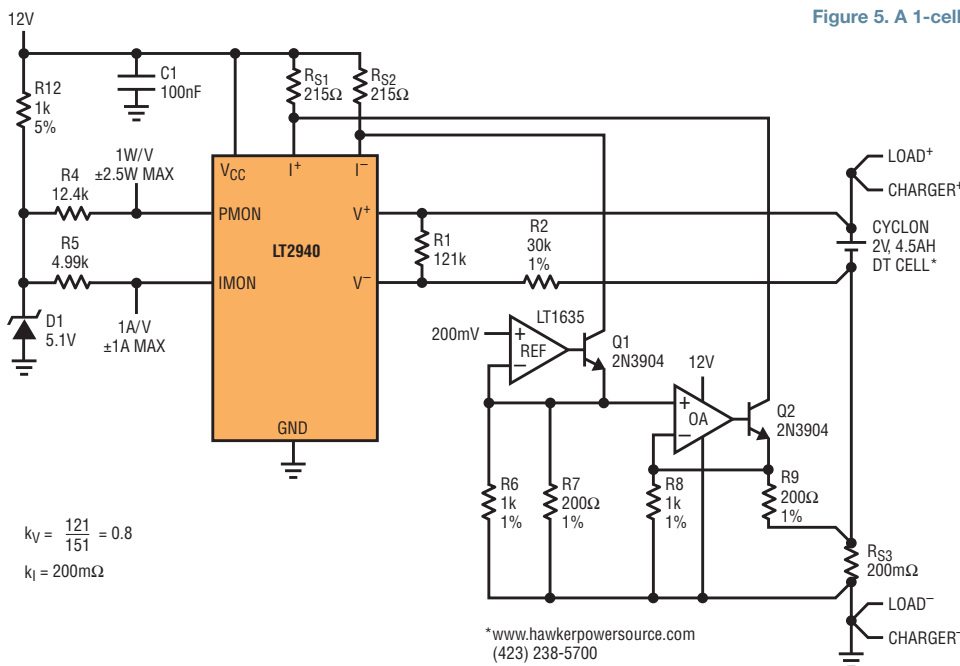 Figure 5. A 1-cell
12V
R12
1k
5%
C1
100nF
RS1
215Ω
RS2
215Ω
1W/V
±2.5W MAX
R4
12.4k
R5
4.99k
1A/V
±1A MAX
D1
5.1V
VCC
I+
I−
PMON
V+
LT2940
IMON
V−
GND
R1
121k
R2
30k
1%
LOAD+
CHARGER+
CYCLON
2V, 4.5AH
DT CELL*
200mV
LT1635
REF
+
−
Q1
2N3904
12V
+
−
OA
Q2
2N3904
R6
1k
1%
R7
200Ω
1%
R8
1k
1%
R9
200Ω
1%
RS3
200mΩ
LOAD−
CHARGER−
kV = 121/151 = 0.8
kI = 200mΩ
*www.hawkerpowersource.com
(423) 238-5700